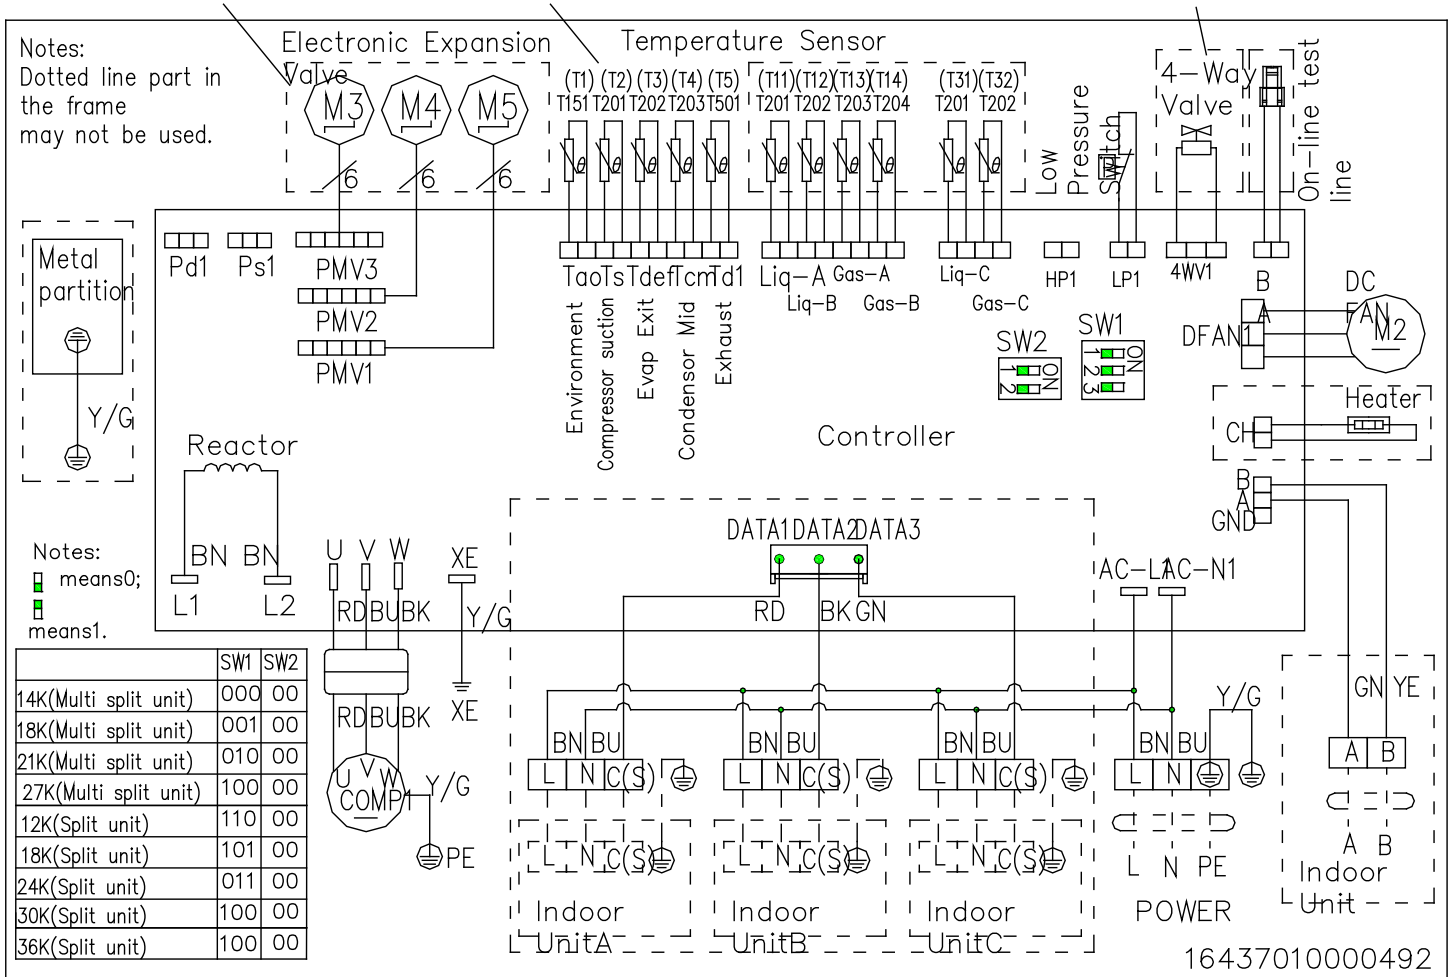 Notes:
Dotted line part in
the frame
may not be used.
Electronic Expansion
Valve
M3 M4 M5
6 6 6
Temperature Sensor
(T1) (T2) (T3) (T4) (T5) (T11) (T12) (T13) (T14) (T31) (T32)
T151 T201 T202 T203 T501 T201 T202 T203 T204 T201 T202
θ θ θ θ θ θ θ θ θ θ θ
Low
Pressure
Switch
4-Way
Valve
On-line test
line
Metal
partition
Y/G
Pd1 Ps1 PMV3
PMV2
PMV1
Tao Ts Tdef Tcm Td1
Liq-A Gas-A
Liq-B Gas-B
Liq-C
Gas-C
HP1 LP1 4WV1
Environment
Compressor suction
Evap Exit
Condensor Mid
Exhaust
SW2
ON
1 2
SW1
ON
1 2 3
B
A
DFAN1
DC
FAN
M2
Heater
CH
B
A
GND
Controller
Reactor
BN BN
L1 L2
Notes:
means0;
means1.
U V W
RD BU BK
RD BU BK
U V W
COMP1
Y/G
PE
XE
Y/G
XE
DATA1 DATA2 DATA3
RD BK GN
AC-L1 AC-N1
Y/G
BN BU BN BU BN BU BN BU
L N C(S) L N C(S) L N C(S) L N
L N C(S) L N C(S) L N C(S)
Indoor
UnitA
Indoor
UnitB
Indoor
UnitC
L N PE
POWER
GN YE
A B
A B
Indoor
Unit
SW1 SW2
14K(Multi split unit) 000 00
18K(Multi split unit) 001 00
21K(Multi split unit) 010 00
27K(Multi split unit) 100 00
12K(Split unit) 110 00
18K(Split unit) 101 00
24K(Split unit) 011 00
30K(Split unit) 100 00
36K(Split unit) 100 00
16437010000492